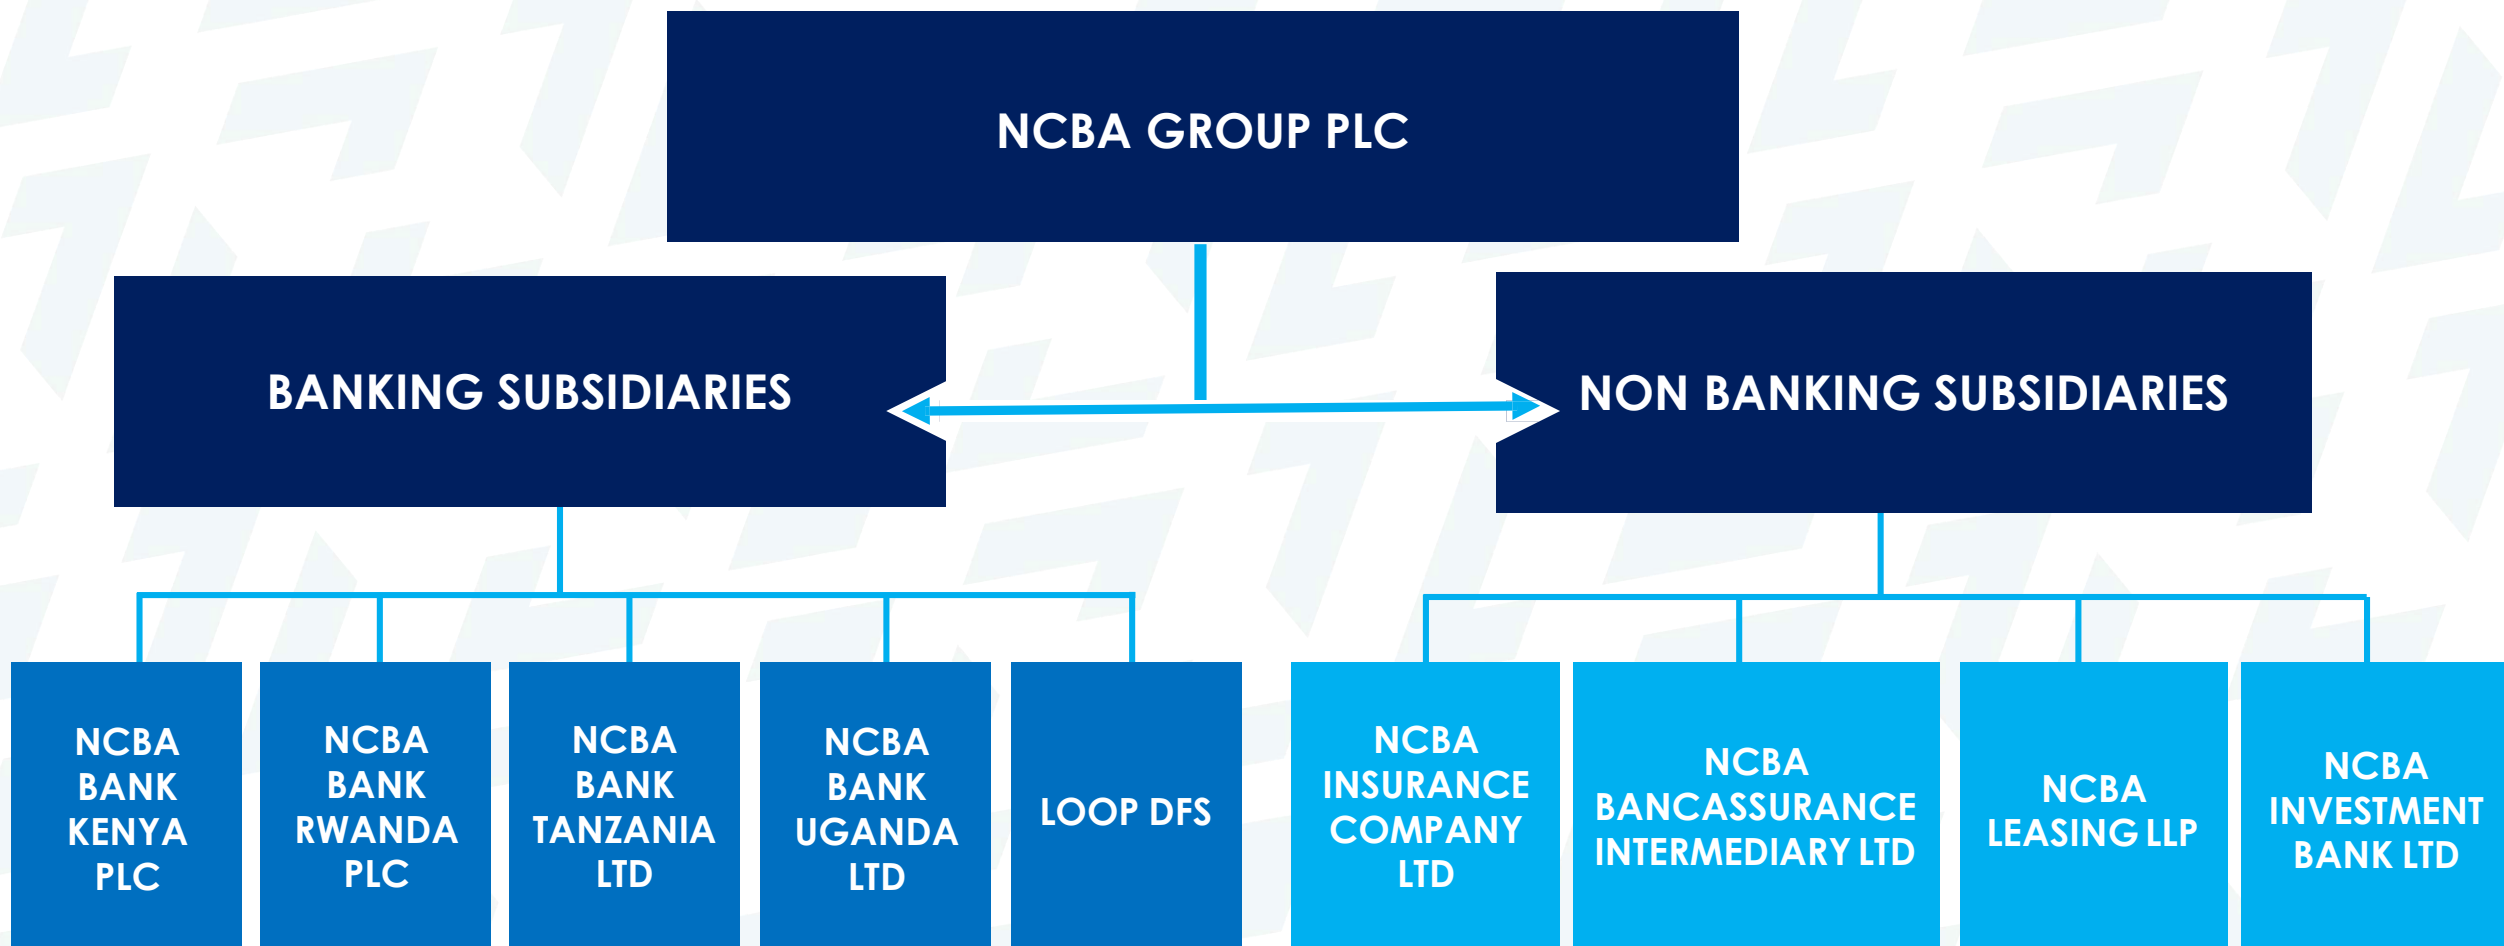 NCBA GROUP PLC
BANKING SUBSIDIARIES
NON BANKING SUBSIDIARIES
NCBA
BANK
KENYA
PLC
NCBA
BANK
RWANDA
PLC
NCBA
BANK
TANZANIA
LTD
NCBA
BANK
UGANDA
LTD
LOOP DFS
NCBA
INSURANCE
COMPANY
LTD
NCBA
BANCASSURANCE
INTERMEDIARY LTD
NCBA
LEASING LLP
NCBA
INVESTMENT
BANK LTD